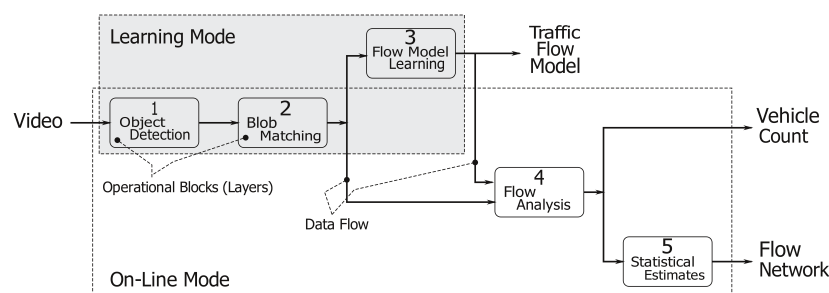 Learning Mode
3
Flow Model
Learning
Traffic
Flow
Model
Video
1
Object
Detection
2
Blob
Matching
Vehicle
Count
Operational Blocks (Layers)
4
Flow
Analysis
Data Flow
5
Statistical
Estimates
Flow
Network
On-Line Mode